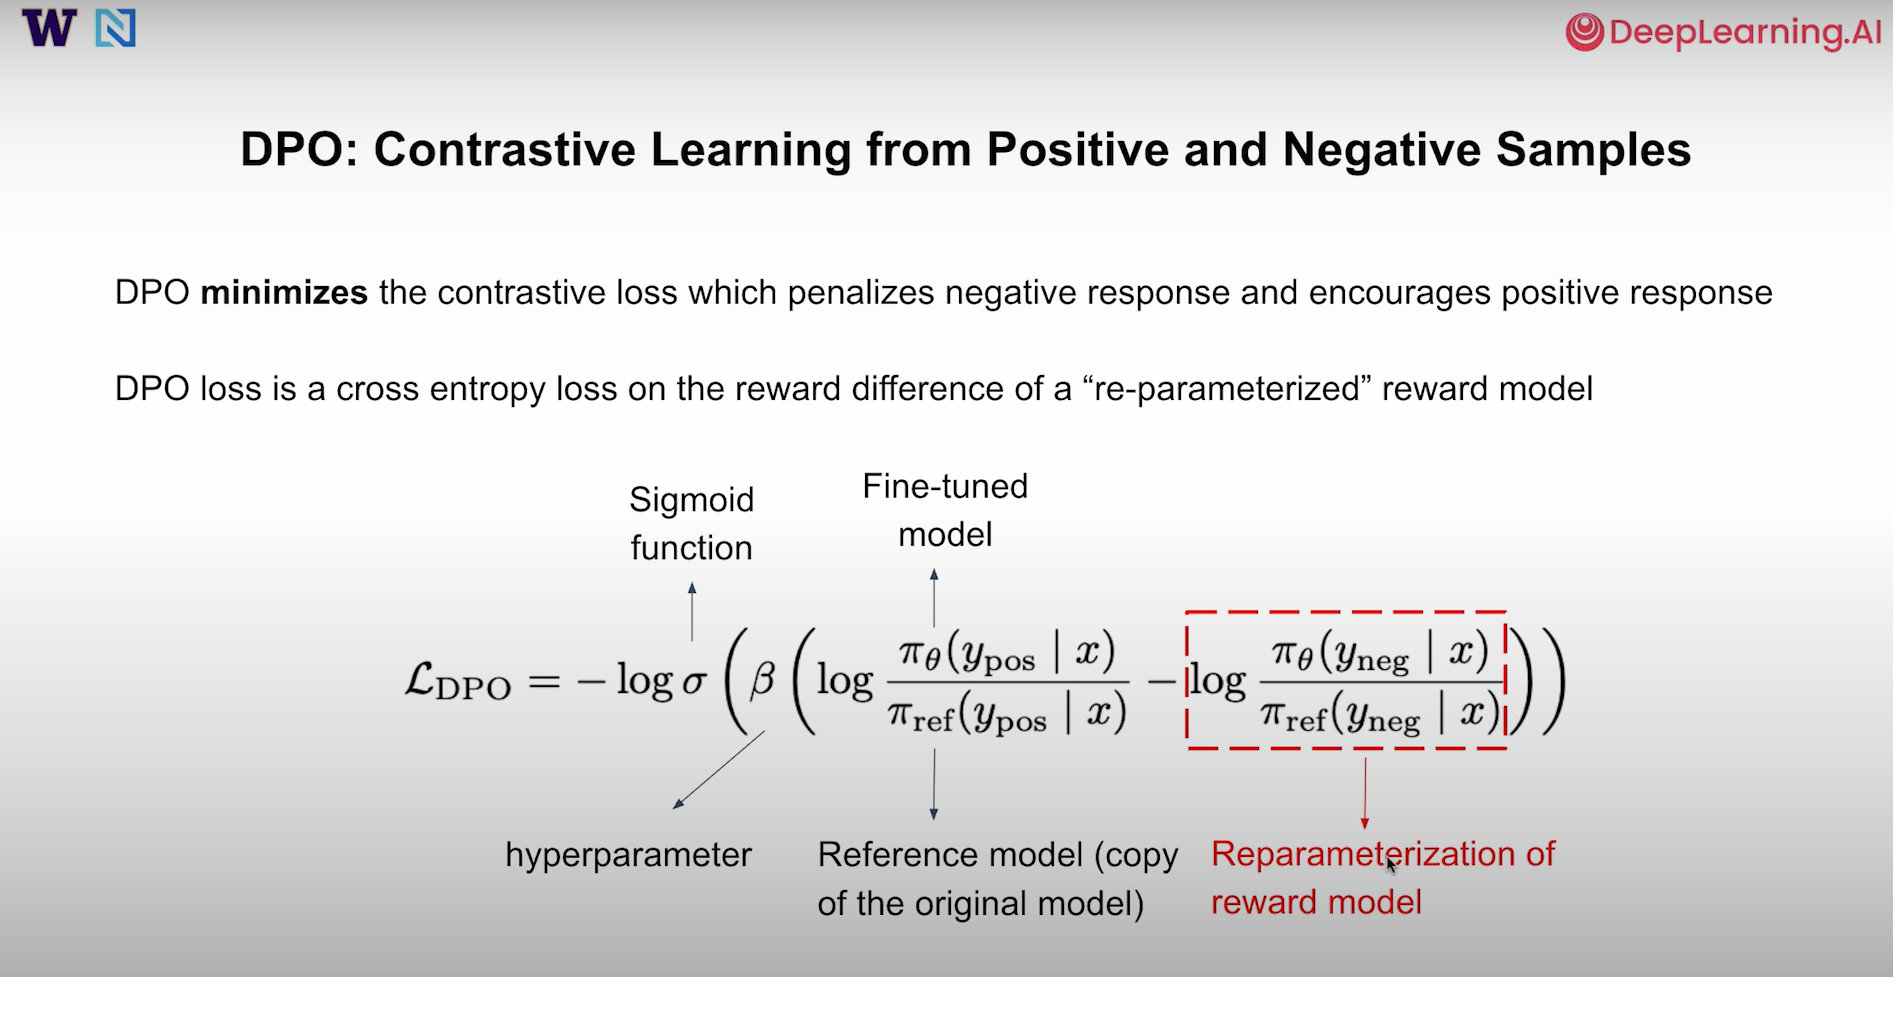 W N DeepLearning.AI
DPO: Contrastive Learning from Positive and Negative Samples
DPO minimizes the contrastive loss which penalizes negative response and encourages positive response
DPO loss is a cross entropy loss on the reward difference of a “re-parameterized” reward model
Sigmoid
function
Fine-tuned
model
$\mathcal{L}_{\text{DPO}} = -\log \sigma \left( \beta \left( \log \frac{\pi_\theta(y_{\text{pos}} \mid x)}{\pi_{\text{ref}}(y_{\text{pos}} \mid x)} - \log \frac{\pi_\theta(y_{\text{neg}} \mid x)}{\pi_{\text{ref}}(y_{\text{neg}} \mid x)} \right) \right)$
hyperparameter
Reference model (copy
of the original model)
Reparameterization of
reward model